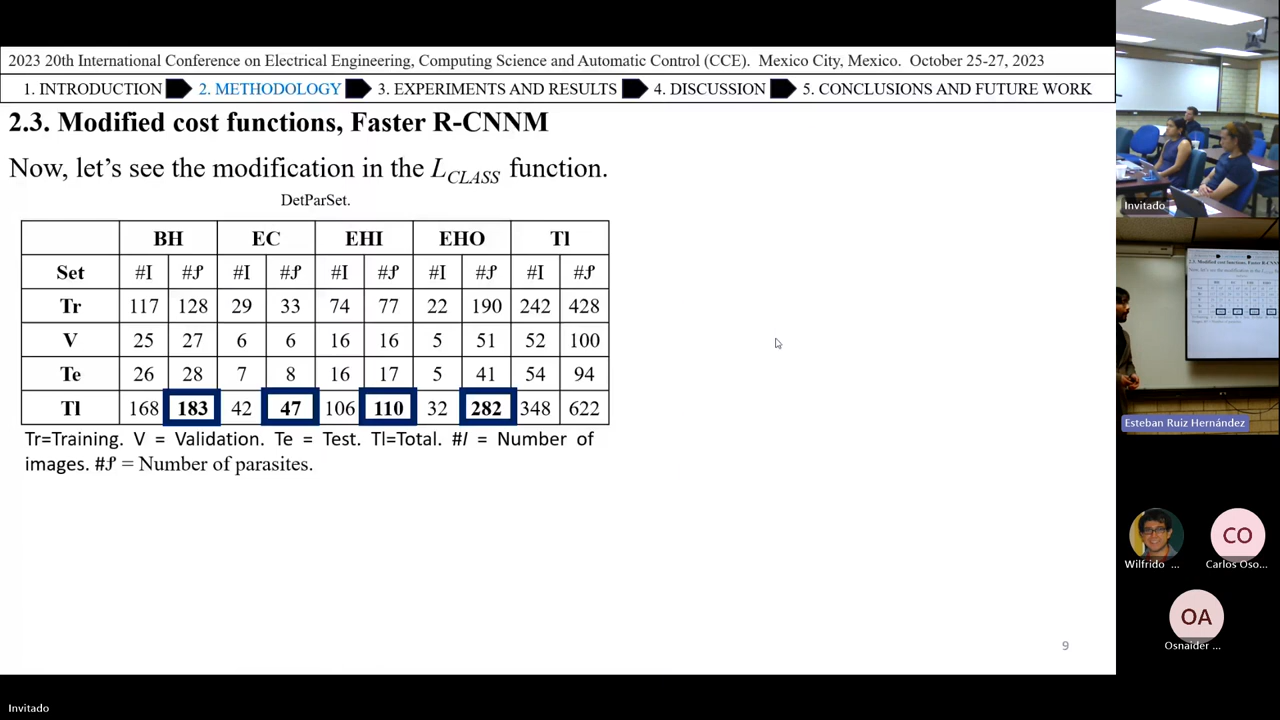 2023 20th International Conference on Electrical Engineering, Computing Science and Automatic Control (CCE). Mexico City, Mexico. October 25-27, 2023
1. INTRODUCTION 2. METHODOLOGY 3. EXPERIMENTS AND RESULTS 4. DISCUSSION 5. CONCLUSIONS AND FUTURE WORK
2.3. Modified cost functions, Faster R-CNNM
Now, let's see the modification in the L_CLASS function.
DetParSet.
BH EC EHI EHO Tl
Set #I #𝒫 #I #𝒫 #I #𝒫 #I #𝒫 #I #𝒫
Tr 117 128 29 33 74 77 22 190 242 428
V 25 27 6 6 16 16 5 51 52 100
Te 26 28 7 8 16 17 5 41 54 94
Tl 168 183 42 47 106 110 32 282 348 622
Tr=Training. V = Validation. Te = Test. Tl=Total. #I = Number of
images. #𝒫 = Number of parasites.
9
Invitado
Esteban Ruiz Hernández
Wilfrido ...
CO
Carlos Oso...
OA
Osnaider ...
Invitado